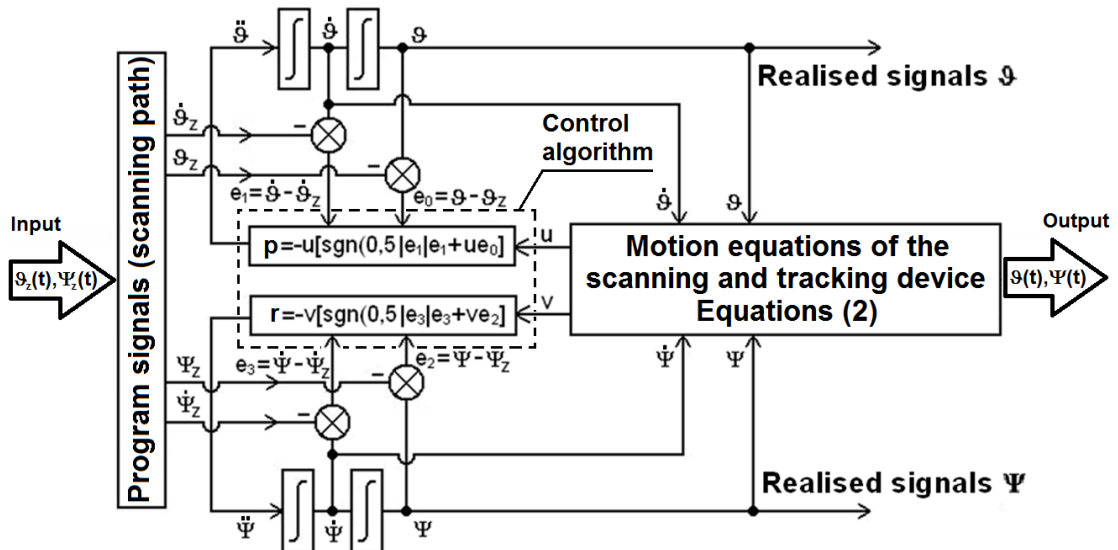 ϑ̈
ϑ̇
ϑ
Realised signals ϑ
Program signals (scanning path)
ϑ̇z
ϑz
−
−
Control
algorithm
e₁=ϑ̇-ϑ̇z
e₀=ϑ-ϑz
ϑ̇
ϑ
Input
ϑz(t),Ψz(t)
p=-u[sgn(0,5|e₁|e₁+ue₀]
u
Motion equations of the
scanning and tracking device
Equations (2)
Output
ϑ(t),Ψ(t)
r=-v[sgn(0,5|e₃|e₃+ve₂]
v
e₃=Ψ̇-Ψ̇z
e₂=Ψ-Ψz
Ψ̇
Ψ
Ψz
Ψ̇z
−
−
Realised signals Ψ
Ψ̈
Ψ̇
Ψ